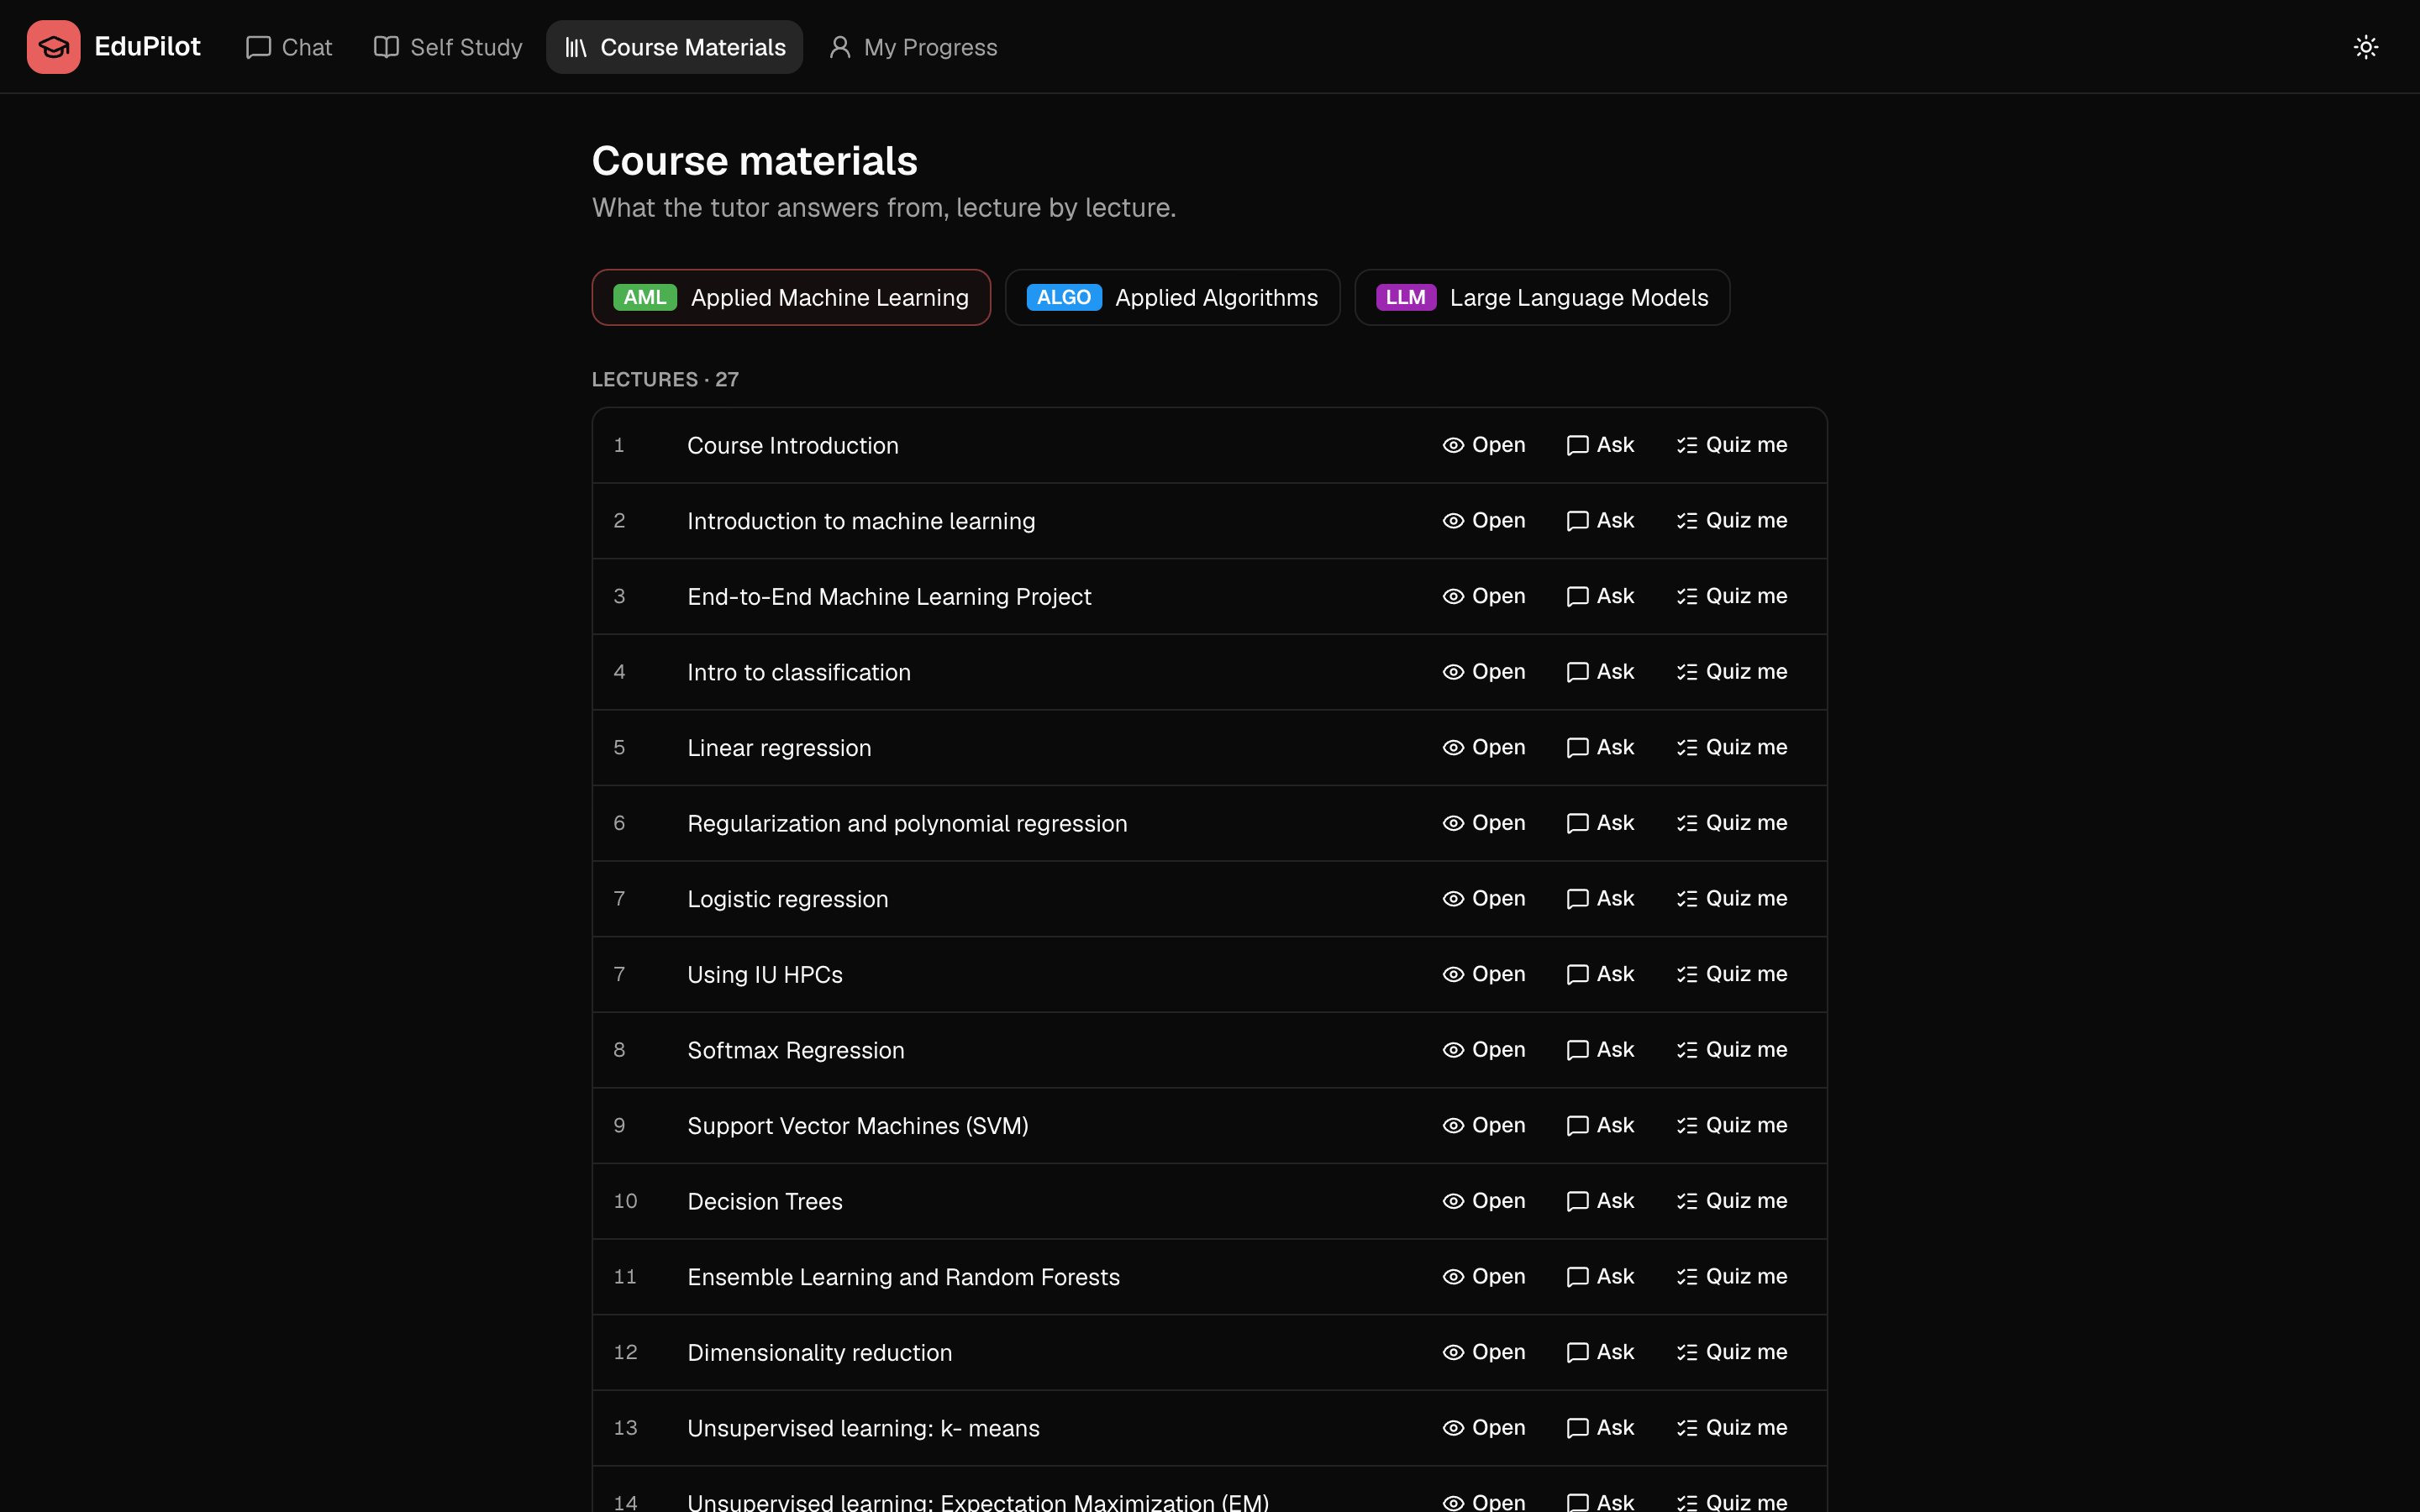 EduPilot Chat Self Study Course Materials My Progress
Course materials
What the tutor answers from, lecture by lecture.
AML Applied Machine Learning ALGO Applied Algorithms LLM Large Language Models
LECTURES · 27
1 Course Introduction Open Ask Quiz me
2 Introduction to machine learning Open Ask Quiz me
3 End-to-End Machine Learning Project Open Ask Quiz me
4 Intro to classification Open Ask Quiz me
5 Linear regression Open Ask Quiz me
6 Regularization and polynomial regression Open Ask Quiz me
7 Logistic regression Open Ask Quiz me
7 Using IU HPCs Open Ask Quiz me
8 Softmax Regression Open Ask Quiz me
9 Support Vector Machines (SVM) Open Ask Quiz me
10 Decision Trees Open Ask Quiz me
11 Ensemble Learning and Random Forests Open Ask Quiz me
12 Dimensionality reduction Open Ask Quiz me
13 Unsupervised learning: k- means Open Ask Quiz me
14 Unsupervised learning: Expectation Maximization (EM) Open Ask Quiz me